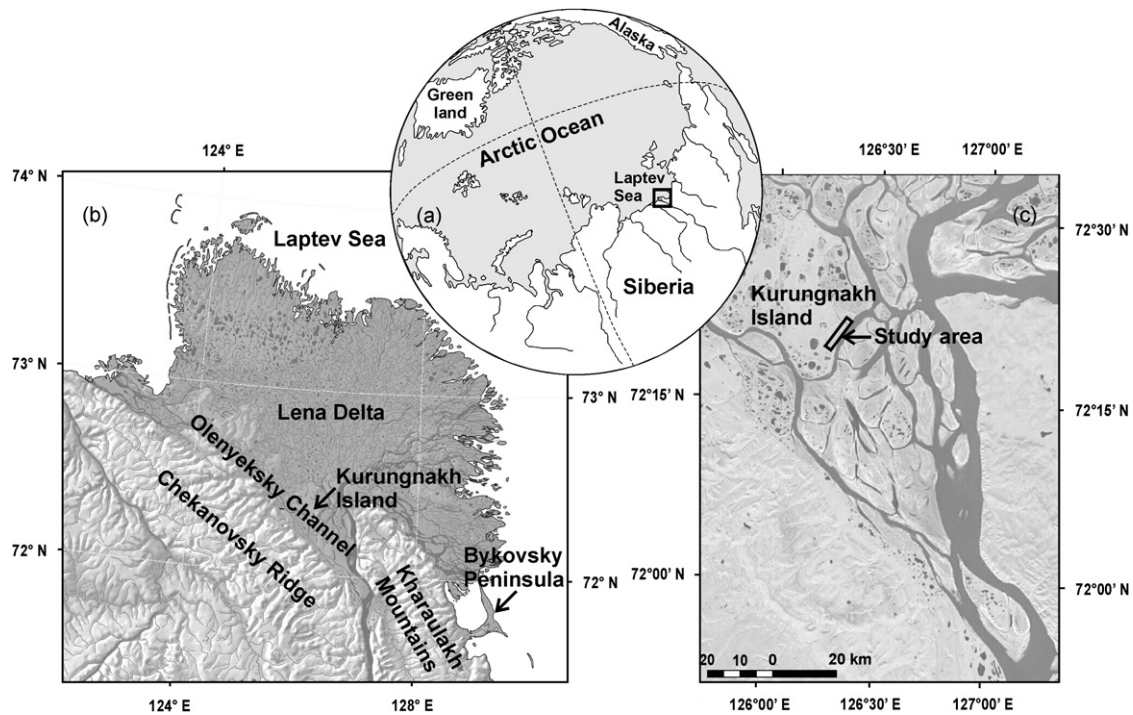 Alaska
Green
land
Arctic Ocean
Laptev
Sea
(a)
Siberia
124° E
74° N
(b)
Laptev Sea
73° N
73° N
Lena Delta
Olenyeksky Channel
Kurungnakh
Island
Chekanovsky Ridge
72° N
Bykovsky
Peninsula
72° N
Kharaulakh
Mountains
124° E
128° E
126°30' E
127°00' E
(c)
72°30' N
Kurungnakh
Island
Study area
72°15' N
72°15' N
72°00' N
72°00' N
20 10 0 20 km
126°00' E
126°30' E
127°00' E